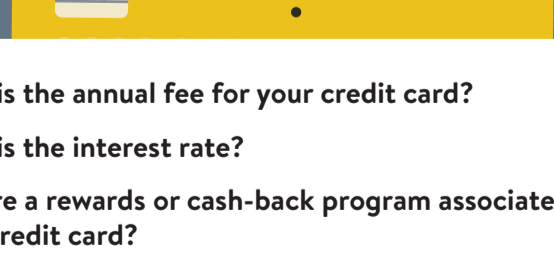 is the annual fee for your credit card?
is the interest rate?
re a rewards or cash-back program associate
redit card?